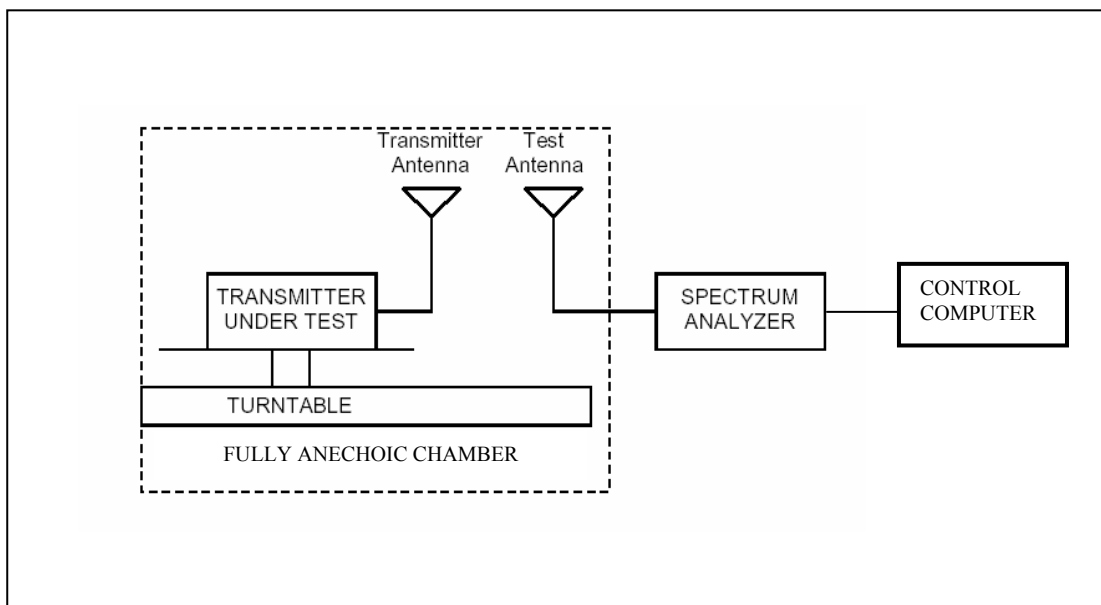 Transmitter
Antenna
Test
Antenna
TRANSMITTER
UNDER TEST
SPECTRUM
ANALYZER
CONTROL
COMPUTER
TURNTABLE
FULLY ANECHOIC CHAMBER